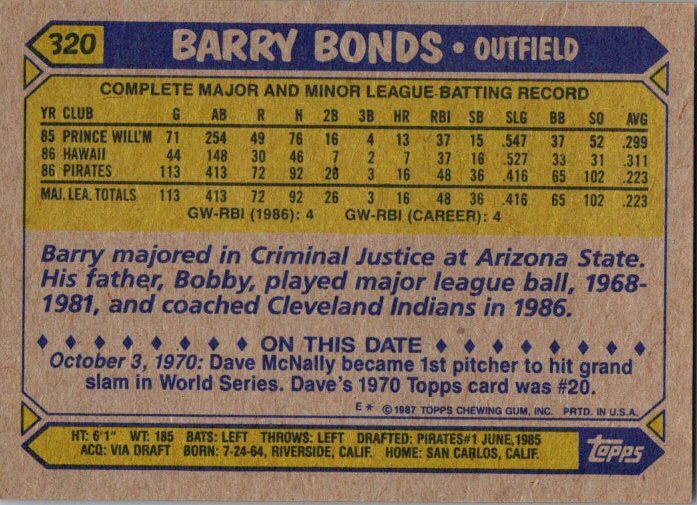 320 BARRY BONDS • OUTFIELD
COMPLETE MAJOR AND MINOR LEAGUE BATTING RECORD
YR CLUB G AB R H 2B 3B HR RBI SB SLG BB SO AVG
85 PRINCE WILL'M 71 254 49 76 16 4 13 37 15 .547 37 52 .299
86 HAWAII 44 148 30 46 7 2 7 37 16 .527 33 31 .311
86 PIRATES 113 413 72 92 26 3 16 48 36 .416 65 102 .223
MAJ. LEA. TOTALS 113 413 72 92 26 3 16 48 36 .416 65 102 .223
GW-RBI (1986): 4 GW-RBI (CAREER): 4
Barry majored in Criminal Justice at Arizona State.
His father, Bobby, played major league ball, 1968-
1981, and coached Cleveland Indians in 1986.
ON THIS DATE
October 3, 1970: Dave McNally became 1st pitcher to hit grand
slam in World Series. Dave's 1970 Topps card was #20.
E * © 1987 TOPPS CHEWING GUM, INC. PRTD. IN U.S.A.
HT: 6'1" WT: 185 BATS: LEFT THROWS: LEFT DRAFTED: PIRATES#1 JUNE, 1985
ACQ: VIA DRAFT BORN: 7-24-64, RIVERSIDE, CALIF. HOME: SAN CARLOS, CALIF.
Topps